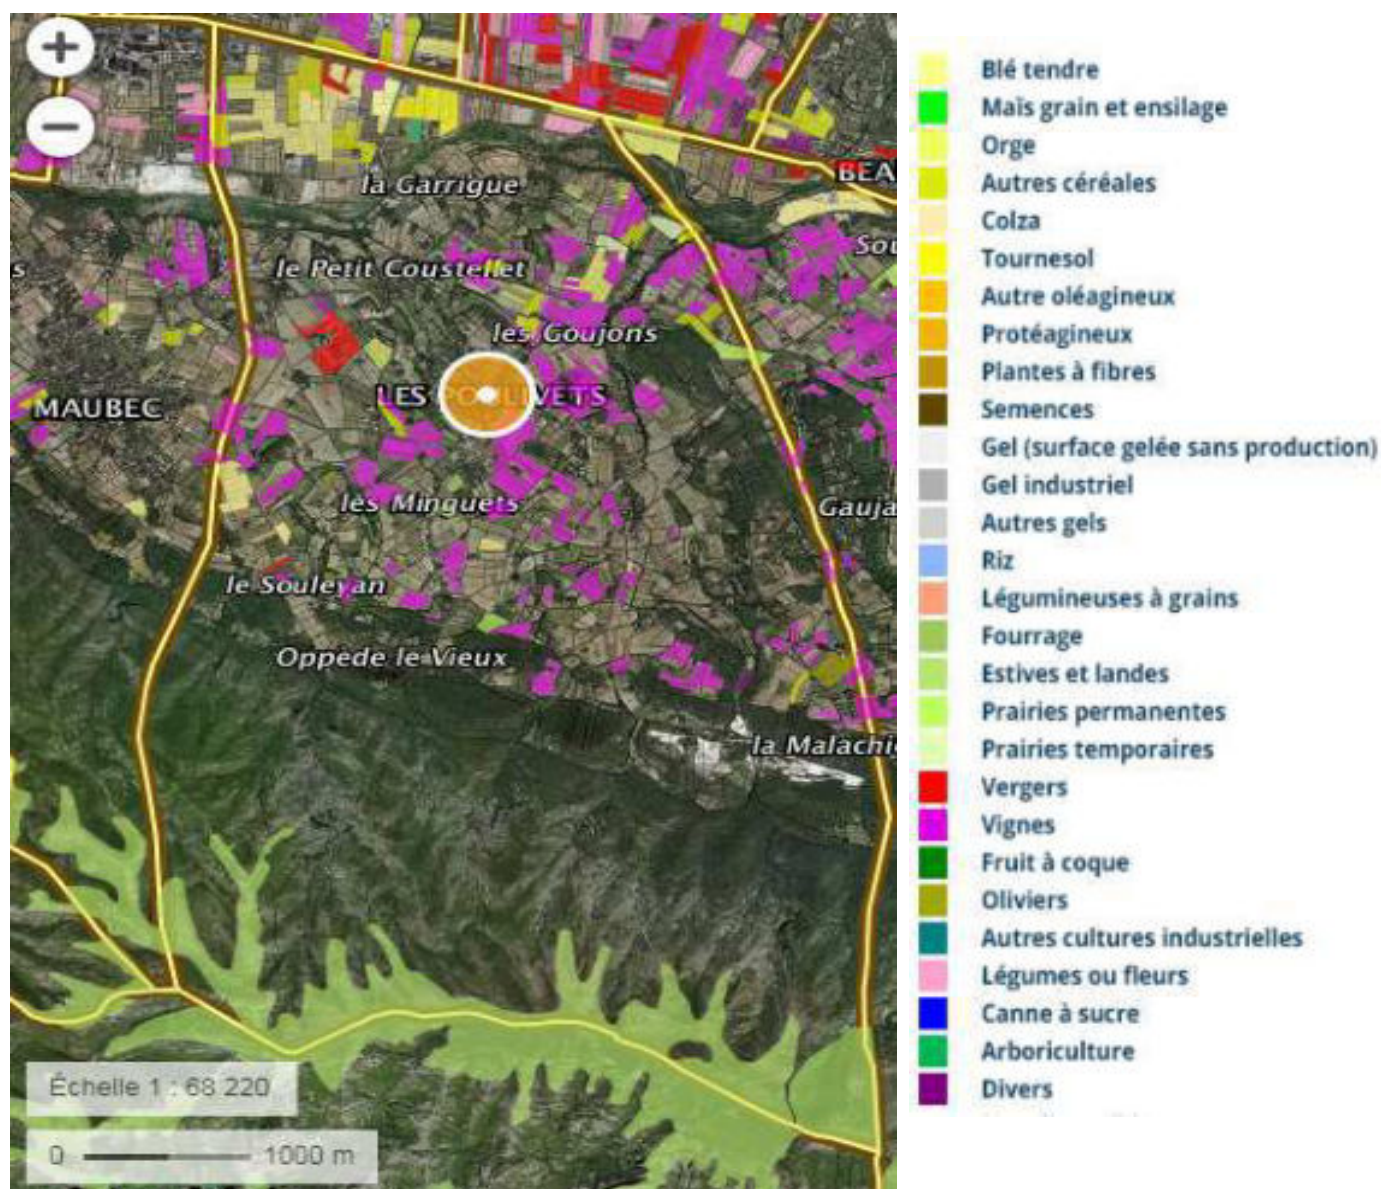 +
−
BEA
la Garrigue
Sou
s
le Petit Coustellet
les Goujons
LES POULIVETS
MAUBEC
les Minguets
Gauja
le Souleyan
Oppède le Vieux
la Malachi
Échelle 1 : 68 220
0 1000 m
Blé tendre
Maïs grain et ensilage
Orge
Autres céréales
Colza
Tournesol
Autre oléagineux
Protéagineux
Plantes à fibres
Semences
Gel (surface gelée sans production)
Gel industriel
Autres gels
Riz
Légumineuses à grains
Fourrage
Estives et landes
Prairies permanentes
Prairies temporaires
Vergers
Vignes
Fruit à coque
Oliviers
Autres cultures industrielles
Légumes ou fleurs
Canne à sucre
Arboriculture
Divers